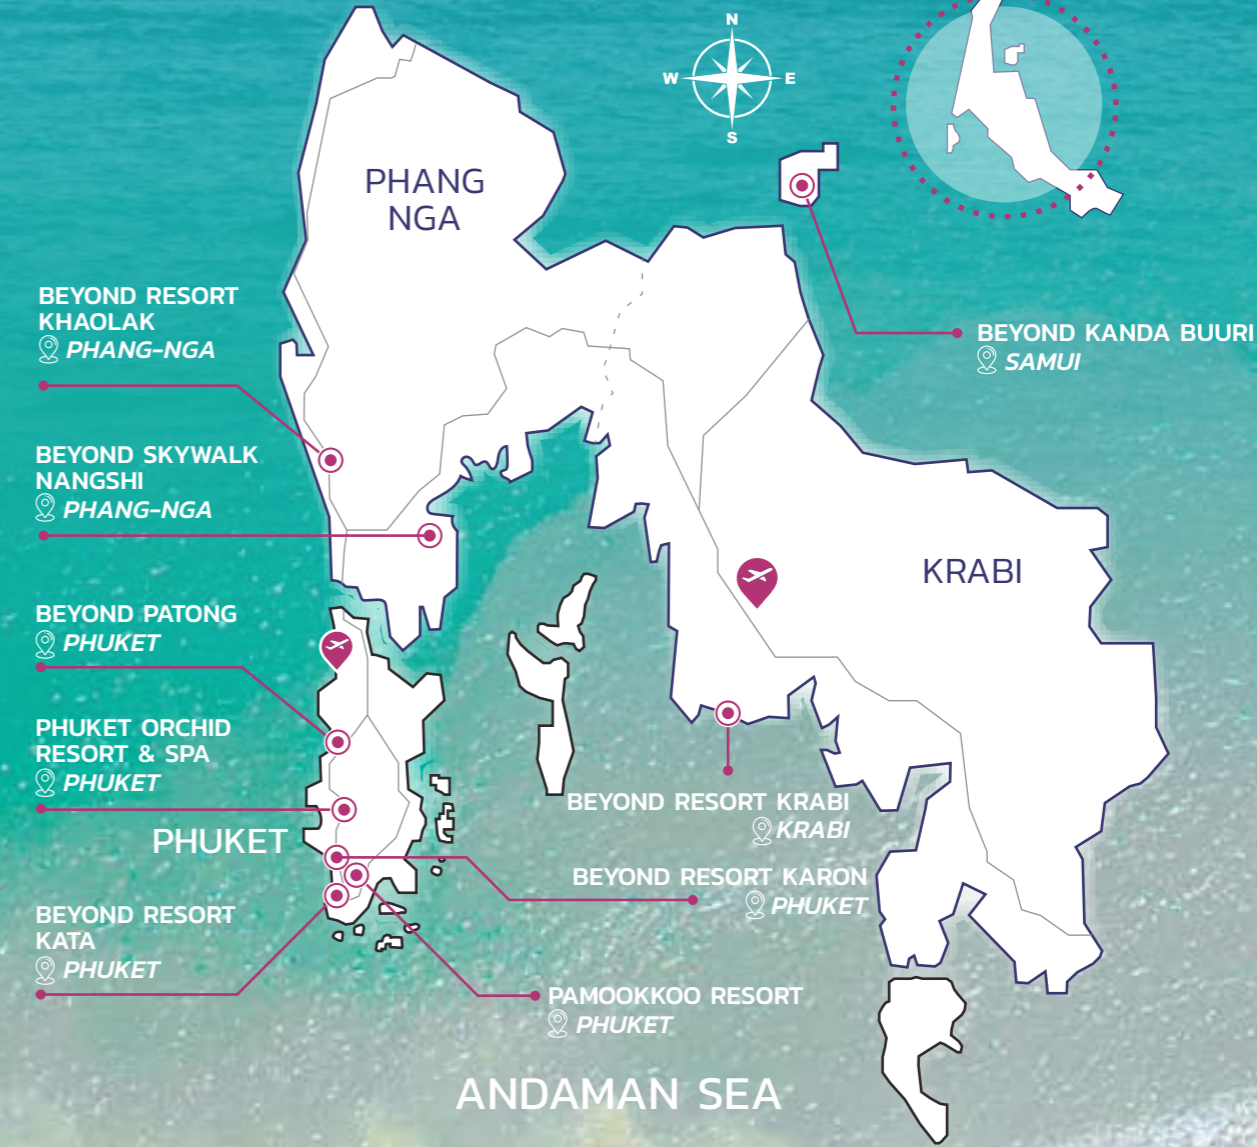 N
W
E
S
PHANG
NGA
BEYOND RESORT
KHAOLAK
PHANG-NGA
BEYOND KANDA BUURI
SAMUI
BEYOND SKYWALK
NANGSHI
PHANG-NGA
KRABI
BEYOND PATONG
PHUKET
PHUKET ORCHID
RESORT & SPA
PHUKET
PHUKET
BEYOND RESORT KRABI
KRABI
BEYOND RESORT KARON
PHUKET
BEYOND RESORT
KATA
PHUKET
PAMOOKKOO RESORT
PHUKET
ANDAMAN SEA